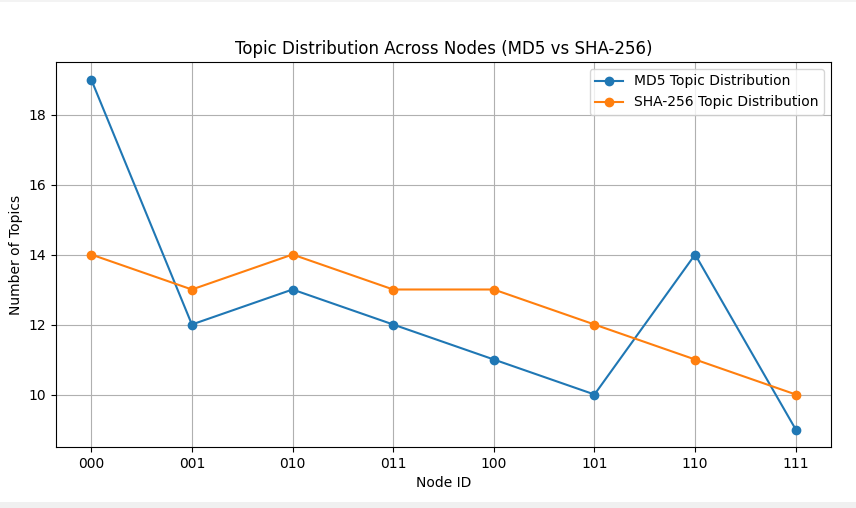 Topic Distribution Across Nodes (MD5 vs SHA-256)
MD5 Topic Distribution
SHA-256 Topic Distribution
Number of Topics
18
16
14
12
10
000 001 010 011 100 101 110 111
Node ID